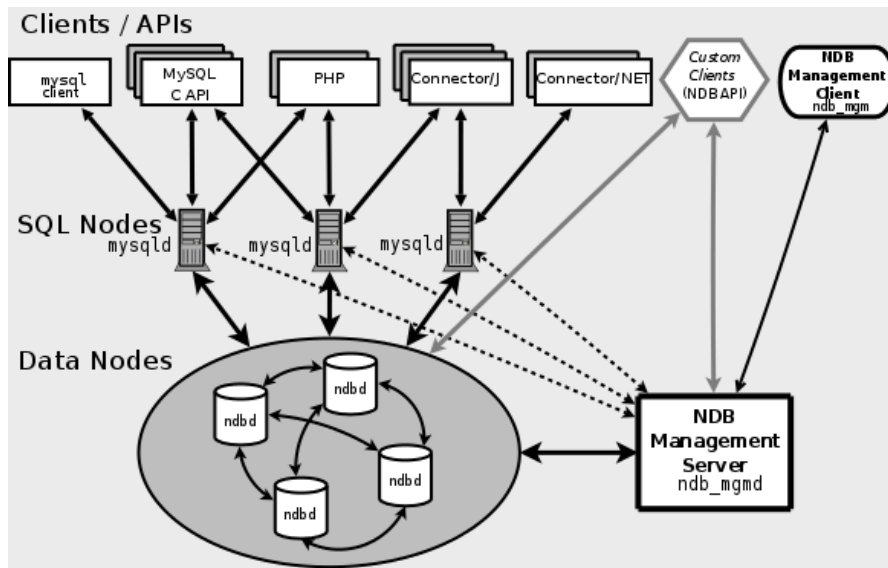 Clients / APIs
mysql
client
MySQL
C API
PHP
Connector/J
Connector/NET
Custom
Clients
(NDBAPI)
NDB
Management
Client
ndb_mgm
SQL Nodes
mysqld
mysqld
mysqld
Data Nodes
ndbd
ndbd
ndbd
ndbd
NDB
Management
Server
ndb_mgmd